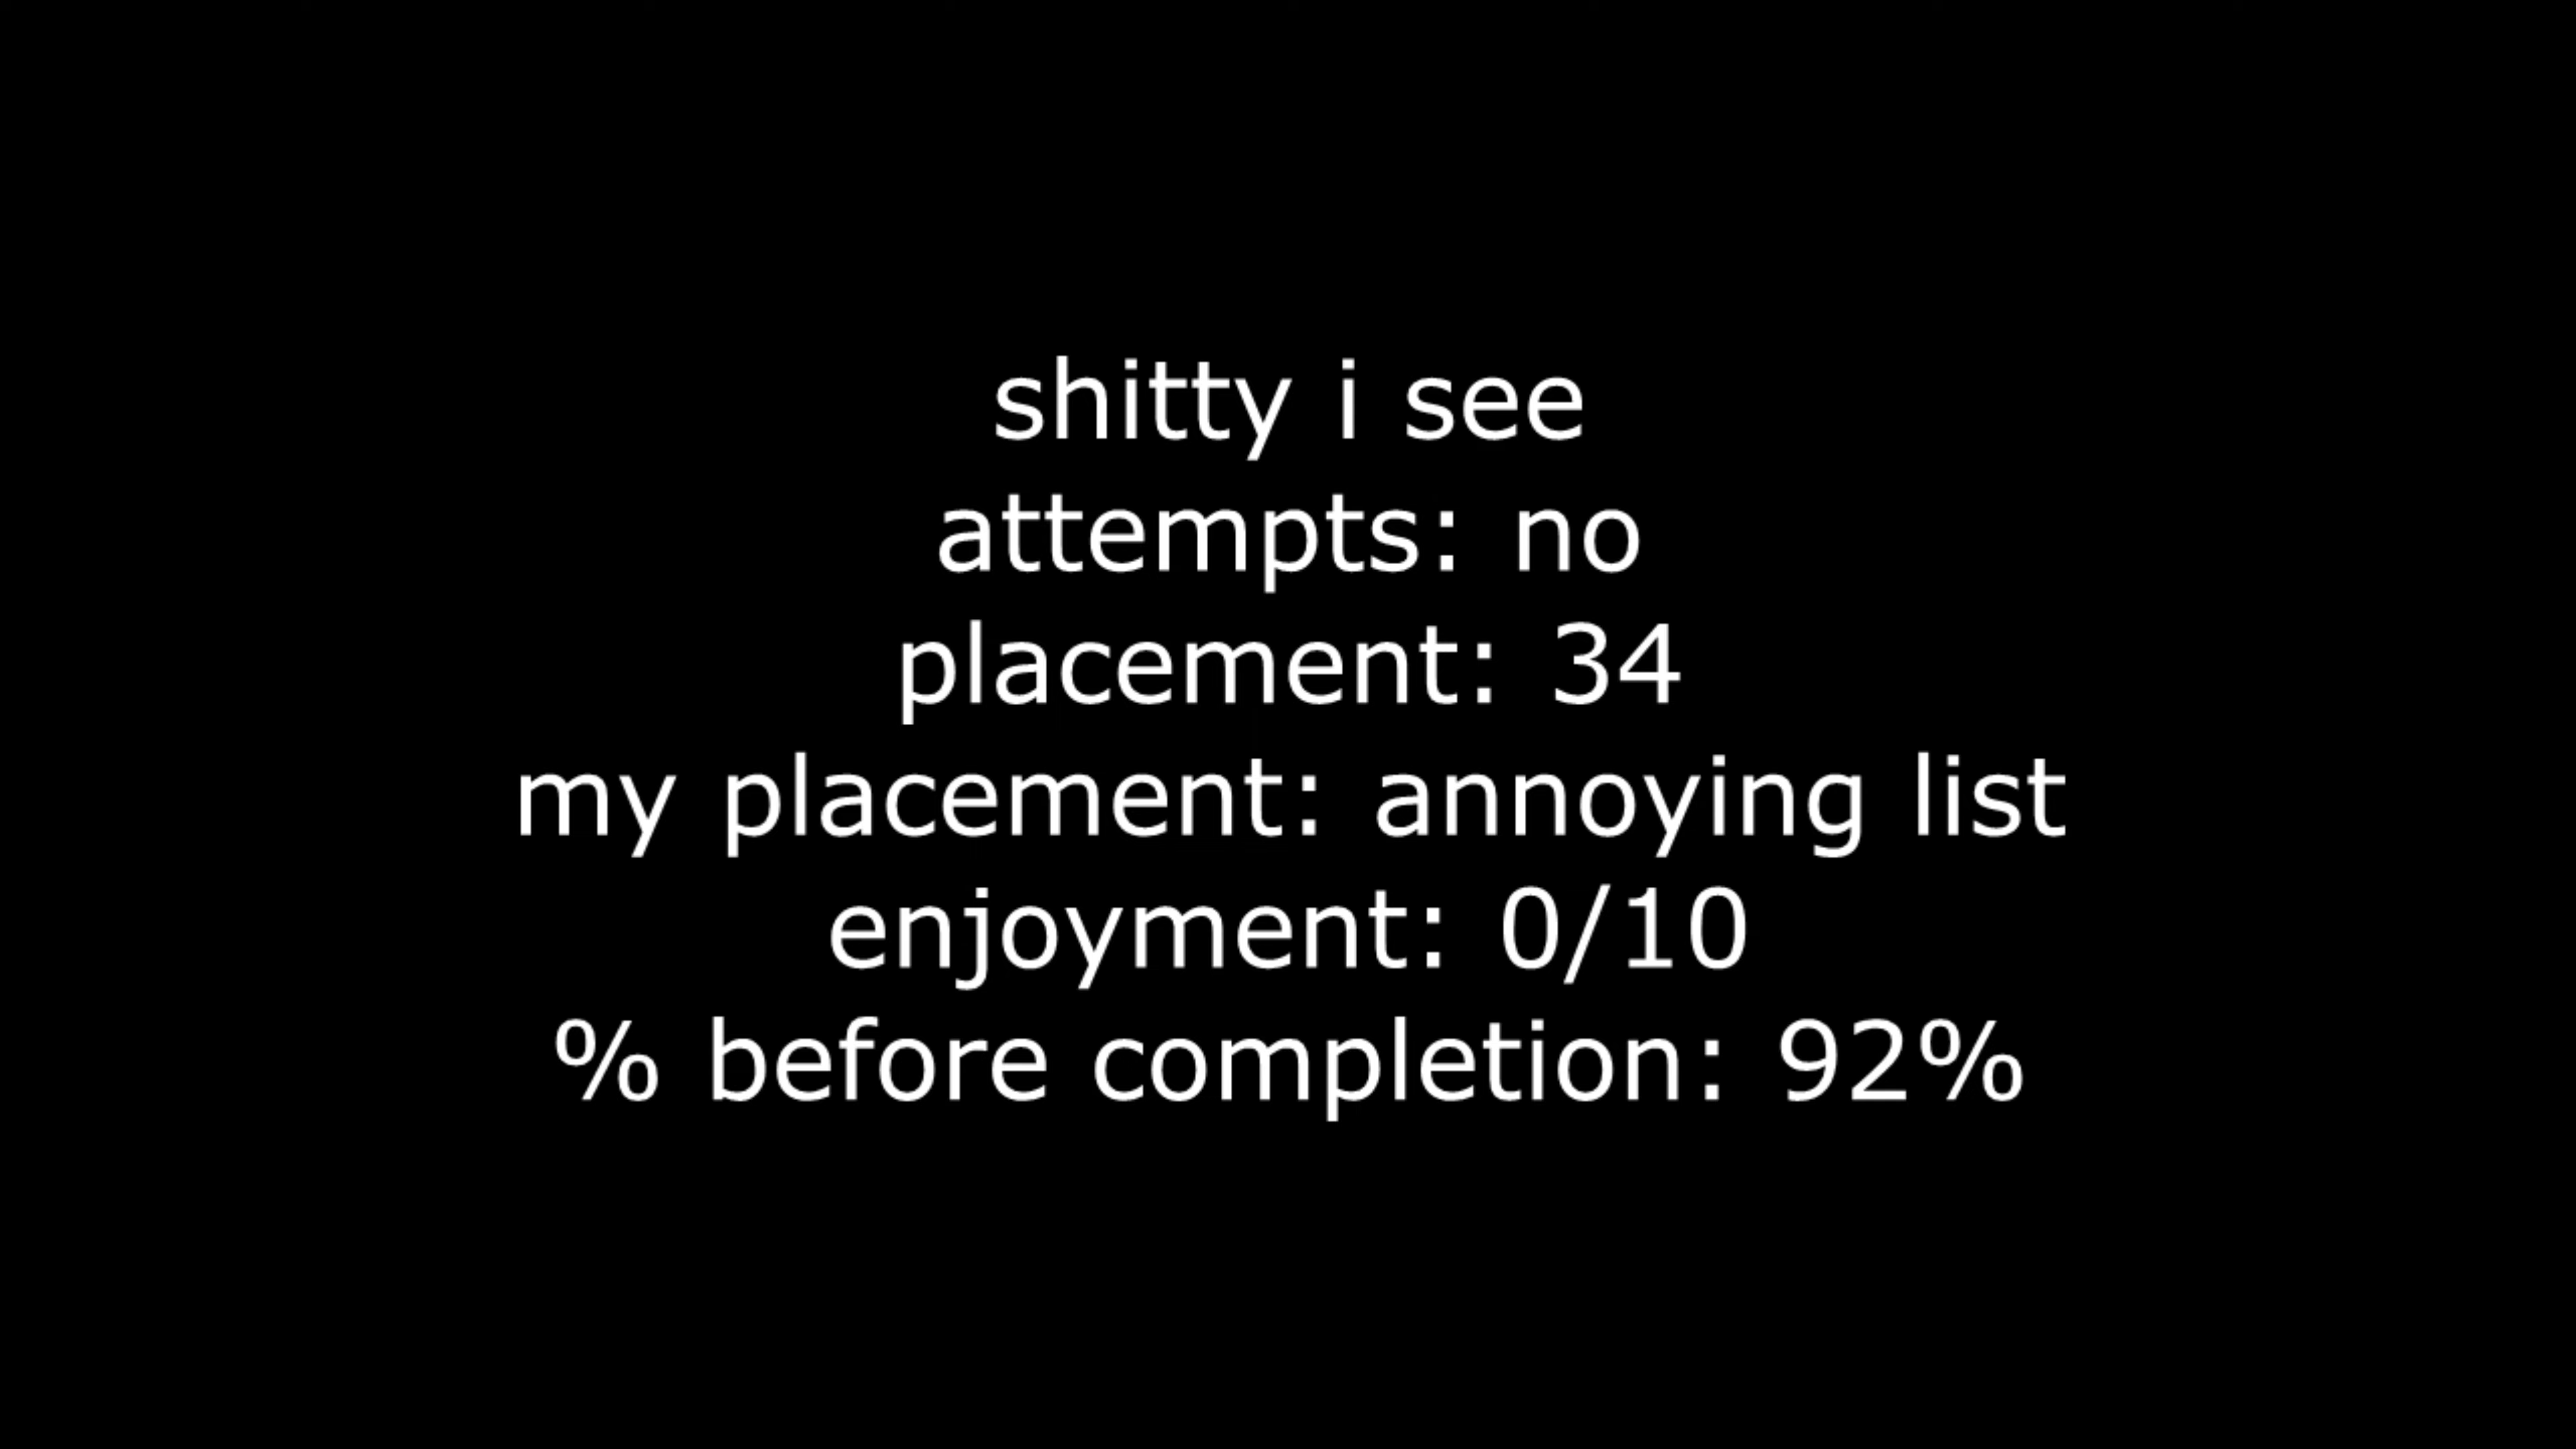 shitty i see
attempts: no
placement: 34
my placement: annoying list
enjoyment: 0/10
% before completion: 92%